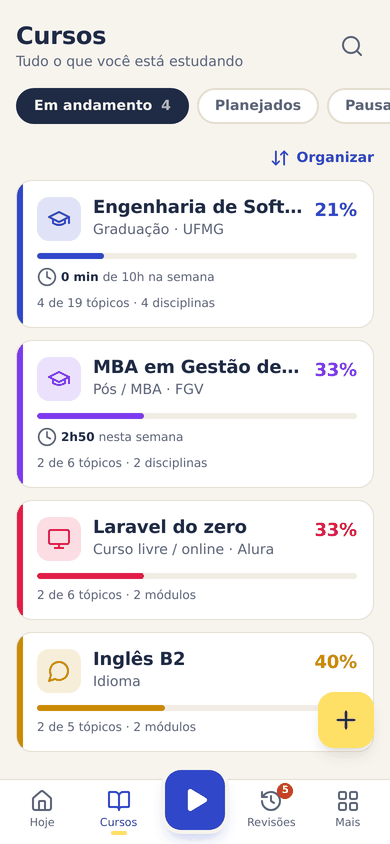 Cursos
Tudo o que você está estudando
Em andamento 4
Planejados
Pausa
Organizar
Engenharia de Soft... 21%
Graduação · UFMG
0 min de 10h na semana
4 de 19 tópicos · 4 disciplinas
MBA em Gestão de... 33%
Pós / MBA · FGV
2h50 nesta semana
2 de 6 tópicos · 2 disciplinas
Laravel do zero 33%
Curso livre / online · Alura
2 de 6 tópicos · 2 módulos
Inglês B2 40%
Idioma
2 de 5 tópicos · 2 módulos
5
Hoje
Cursos
Revisões
Mais